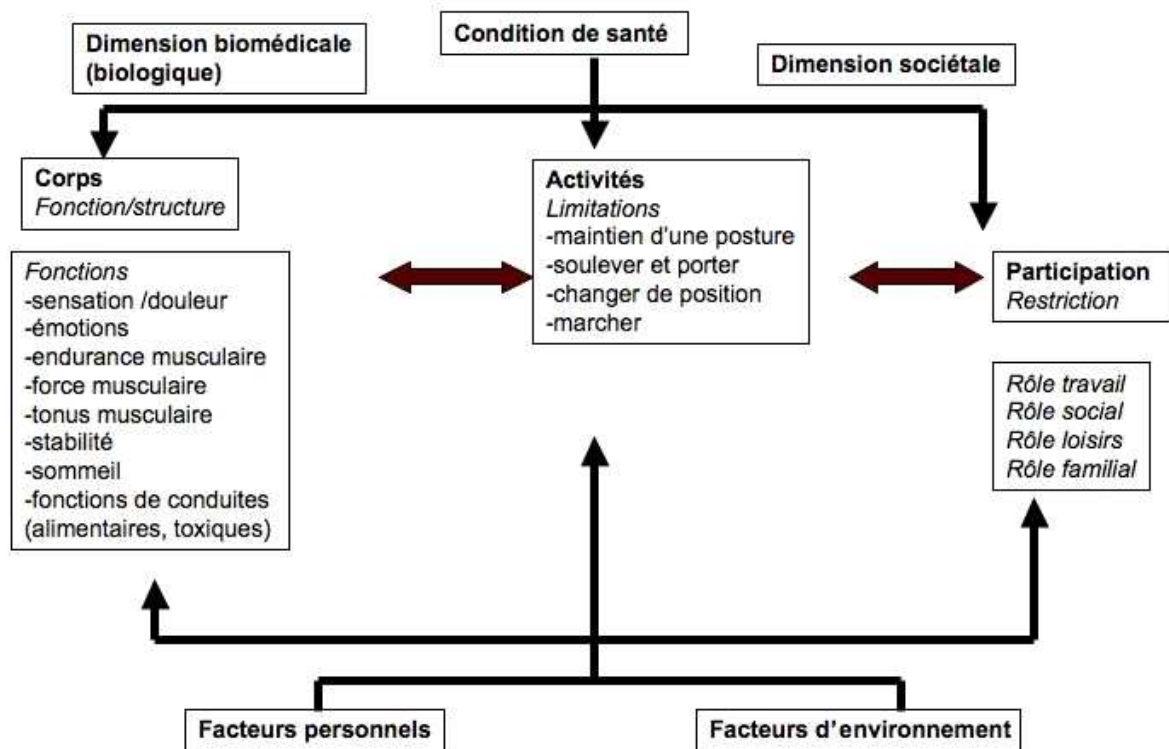 Condition de santé
Dimension biomédicale
(biologique)
Dimension sociétale
Corps
Fonction/structure
Fonctions
-sensation /douleur
-émotions
-endurance musculaire
-force musculaire
-tonus musculaire
-stabilité
-sommeil
-fonctions de conduites
(alimentaires, toxiques)
Activités
Limitations
-maintien d'une posture
-soulever et porter
-changer de position
-marcher
Participation
Restriction
Rôle travail
Rôle social
Rôle loisirs
Rôle familial
Facteurs personnels
Facteurs d'environnement